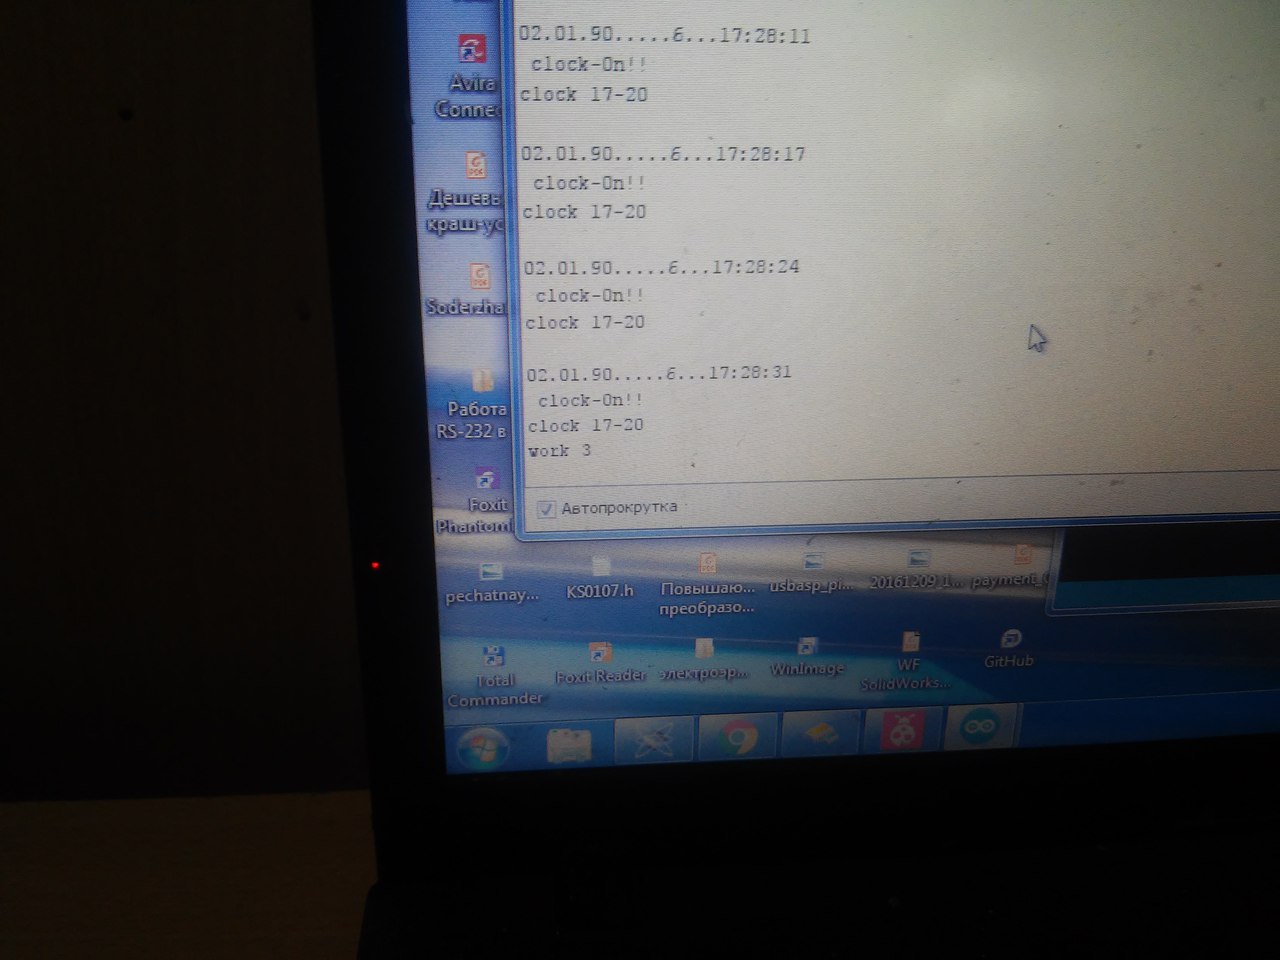 02.01.90.....6...17:28:11
clock-On!!
clock 17-20
02.01.90.....6...17:28:17
clock-On!!
clock 17-20
02.01.90.....6...17:28:24
clock-On!!
clock 17-20
02.01.90.....6...17:28:31
clock-On!!
clock 17-20
work 3
Автопрокрутка
Avira
Connec
Дешевы
краш-ус
Soderzha
Работа
RS-232 в
Foxit
Phantom
pechatnay...
KS0107.h
Повышаю...
преобразо...
usbasp_pi...
20161209_1...
payment_
Total
Commander
Foxit Reader
электроэр...
WinImage
WF
SolidWorks...
GitHub